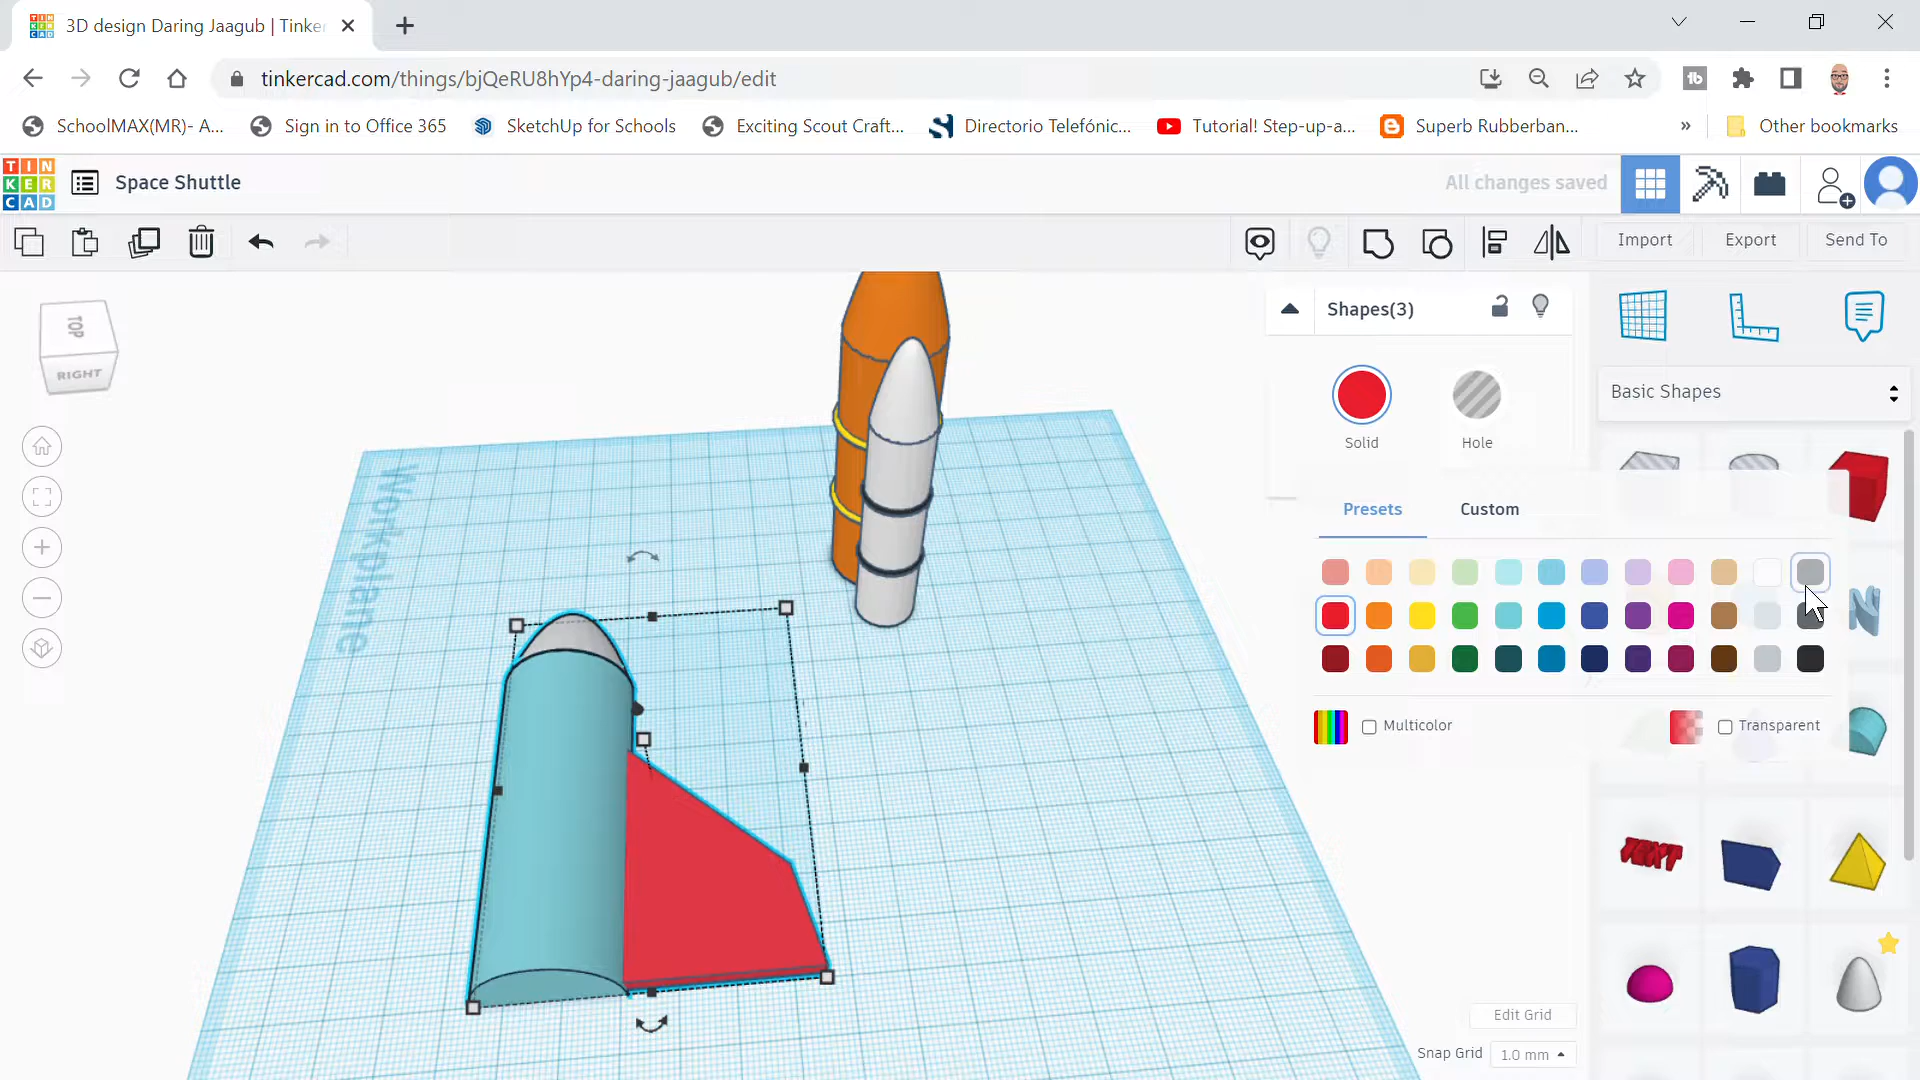 3D design Daring Jaagub | Tinker
tinkercad.com/things/bjQeRU8hYp4-daring-jaagub/edit
SchoolMAX(MR)- A...
Sign in to Office 365
SketchUp for Schools
Exciting Scout Craft...
Directorio Telefónic...
Tutorial! Step-up-a...
Superb Rubberban...
»
Other bookmarks
TIN
KER
CAD
Space Shuttle
All changes saved
Import
Export
Send To
TOP
RIGHT
Workplane
Shapes(3)
Solid
Hole
Basic Shapes
Presets
Custom
Multicolor
Transparent
TEXT
Edit Grid
Snap Grid
1.0 mm